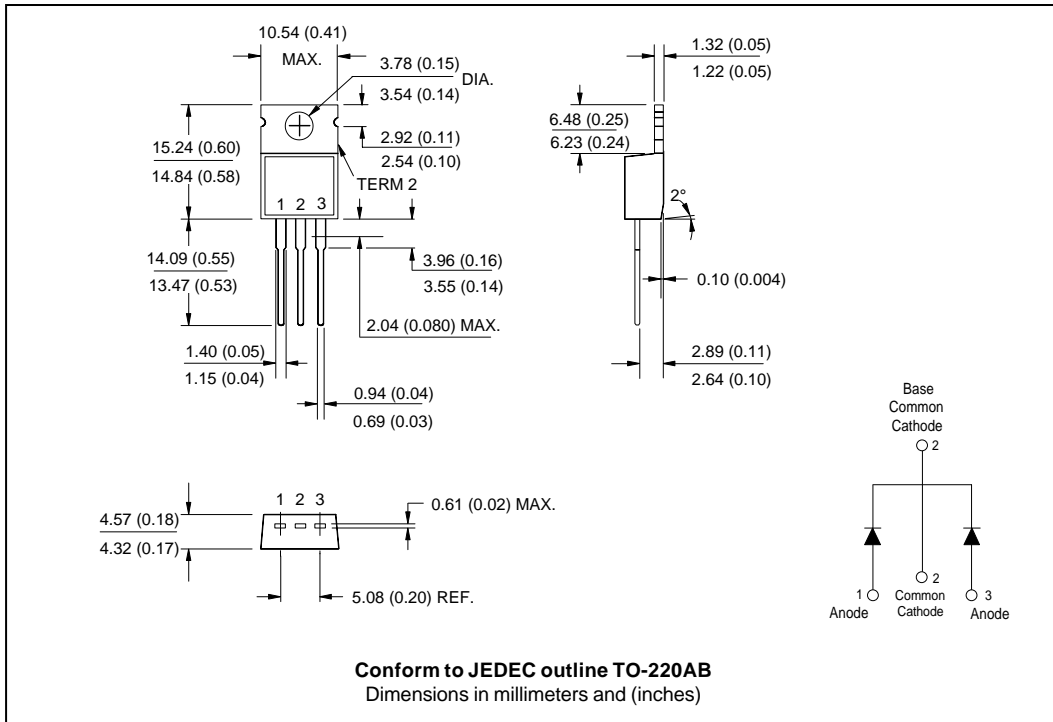 10.54 (0.41)
MAX.
3.78 (0.15)
3.54 (0.14)
DIA.
2.92 (0.11)
2.54 (0.10)
TERM 2
15.24 (0.60)
14.84 (0.58)
1 2 3
14.09 (0.55)
13.47 (0.53)
3.96 (0.16)
3.55 (0.14)
2.04 (0.080) MAX.
1.40 (0.05)
1.15 (0.04)
0.94 (0.04)
0.69 (0.03)
1.32 (0.05)
1.22 (0.05)
6.48 (0.25)
6.23 (0.24)
2°
0.10 (0.004)
2.89 (0.11)
2.64 (0.10)
1 2 3
4.57 (0.18)
4.32 (0.17)
0.61 (0.02) MAX.
5.08 (0.20) REF.
Base
Common
Cathode
2
2
1
Anode
Common
Cathode
3
Anode
Conform to JEDEC outline TO-220AB
Dimensions in millimeters and (inches)